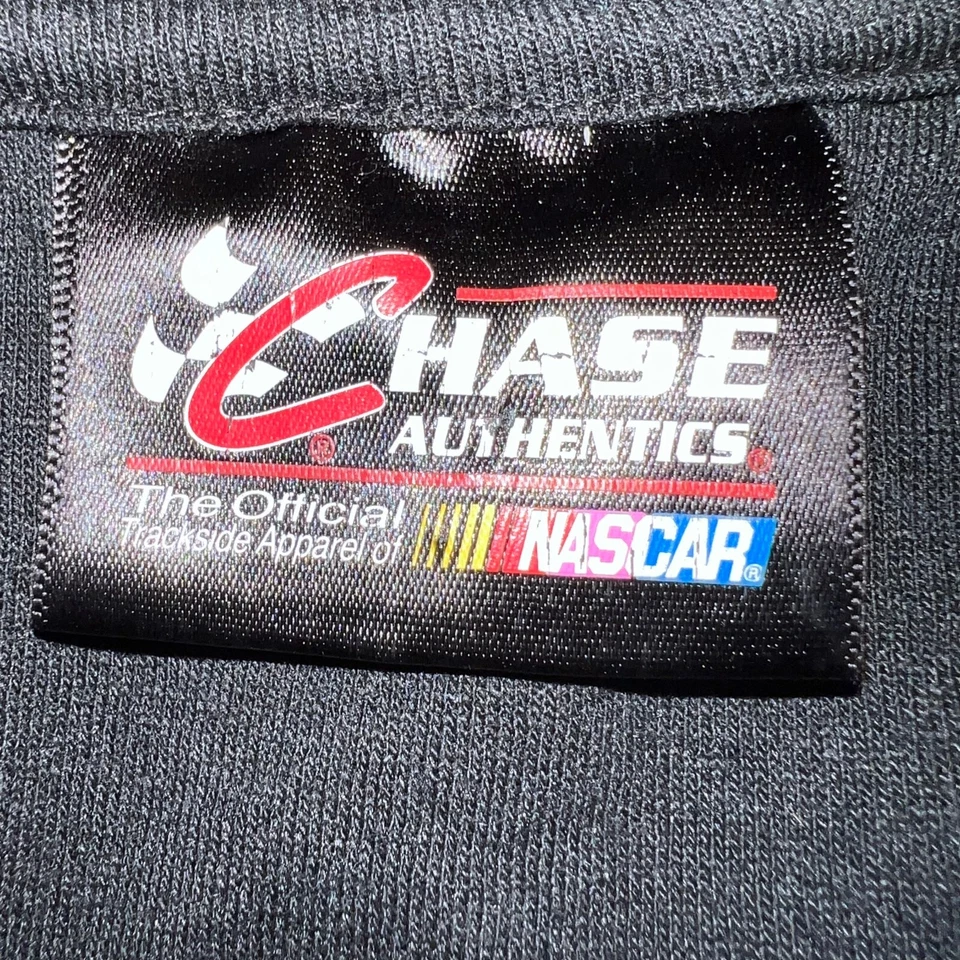 CHASE
AUTHENTICS®
®
The Official
Trackside Apparel of
NASCAR®